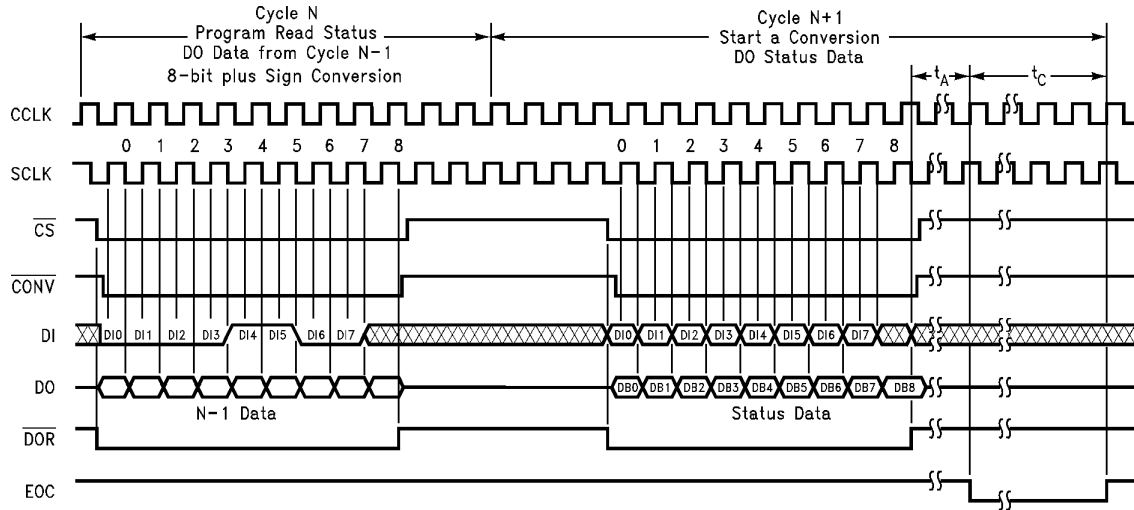 Cycle N
Program Read Status
DO Data from Cycle N-1
8-bit plus Sign Conversion
Cycle N+1
Start a Conversion
DO Status Data
tA
tC
CCLK
0 1 2 3 4 5 6 7 8
0 1 2 3 4 5 6 7 8
SCLK
CS
CONV
DI
DI0 DI1 DI2 DI3 DI4 DI5 DI6 DI7
DI0 DI1 DI2 DI3 DI4 DI5 DI6 DI7
DO
DB0 DB1 DB2 DB3 DB4 DB5 DB6 DB7 DB8
N-1 Data
Status Data
DOR
EOC